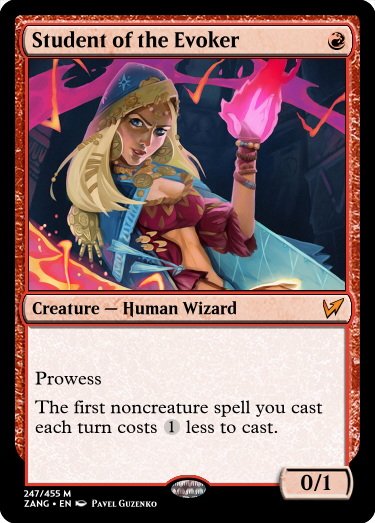 Student of the Evoker
Creature — Human Wizard
Prowess
The first noncreature spell you cast
each turn costs 1 less to cast.
0/1
247/455 M
ZANG • EN Pavel Guzenko